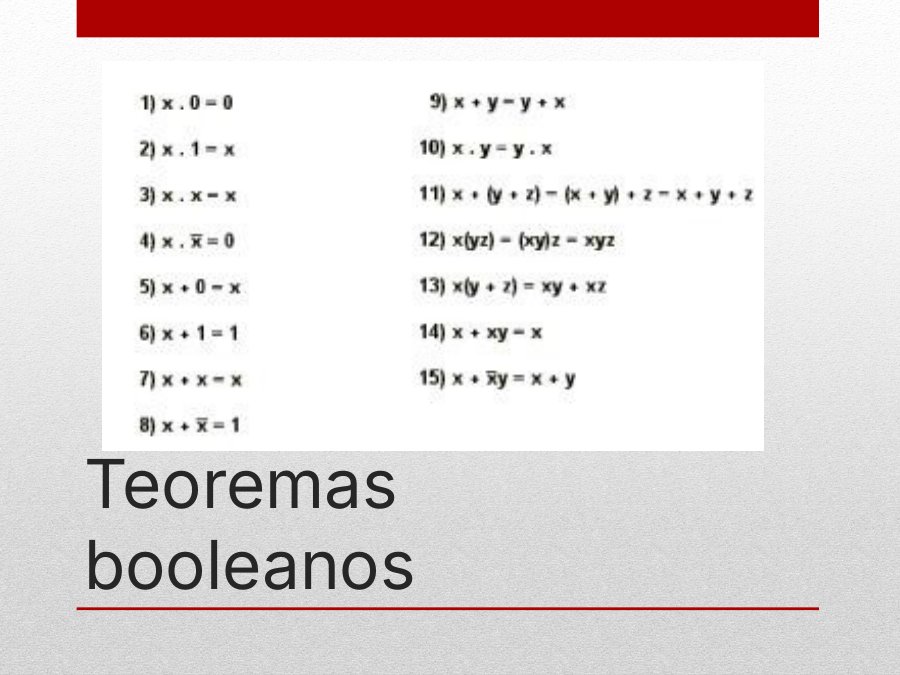 1) x . 0 = 0
2) x . 1 = x
3) x . x = x
4) x . x̅ = 0
5) x + 0 = x
6) x + 1 = 1
7) x + x = x
8) x + x̅ = 1
9) x + y = y + x
10) x . y = y . x
11) x + (y + z) = (x + y) + z = x + y + z
12) x(yz) = (xy)z = xyz
13) x(y + z) = xy + xz
14) x + xy = x
15) x + x̅y = x + y
Teoremas
booleanos